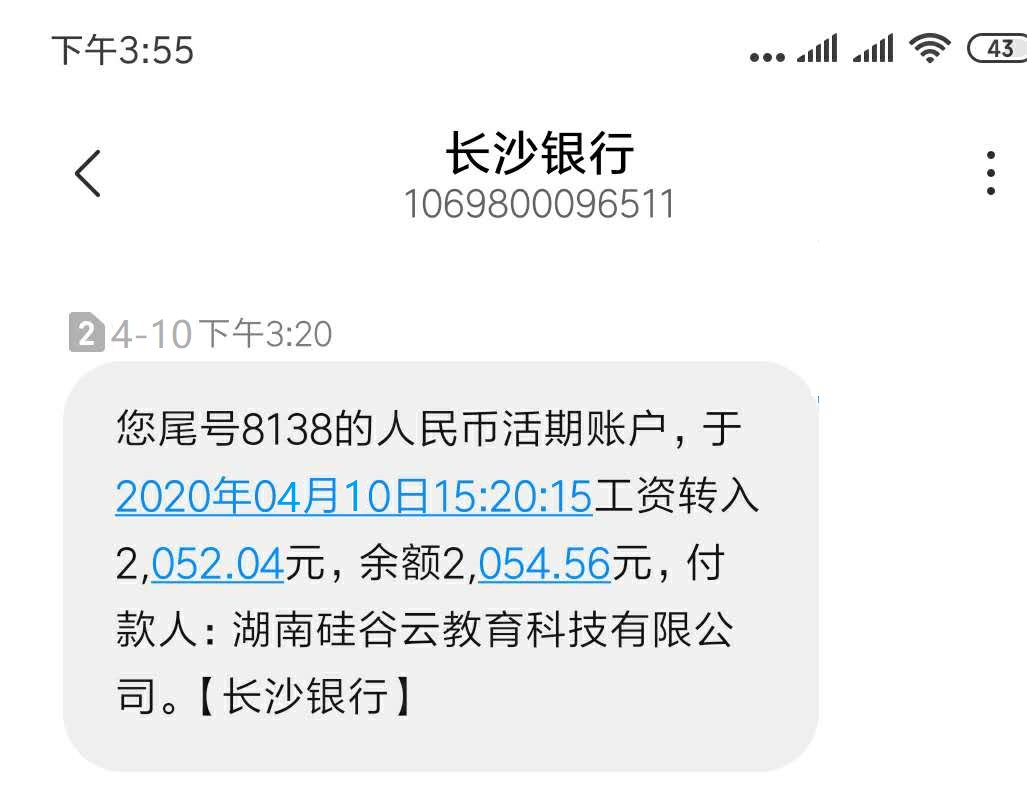 下午3:55
43
长沙银行
1069800096511
2 4-10 下午3:20
您尾号8138的人民币活期账户，于
2020年04月10日15:20:15工资转入
2,052.04元，余额2,054.56元，付
款人：湖南硅谷云教育科技有限公
司。【长沙银行】